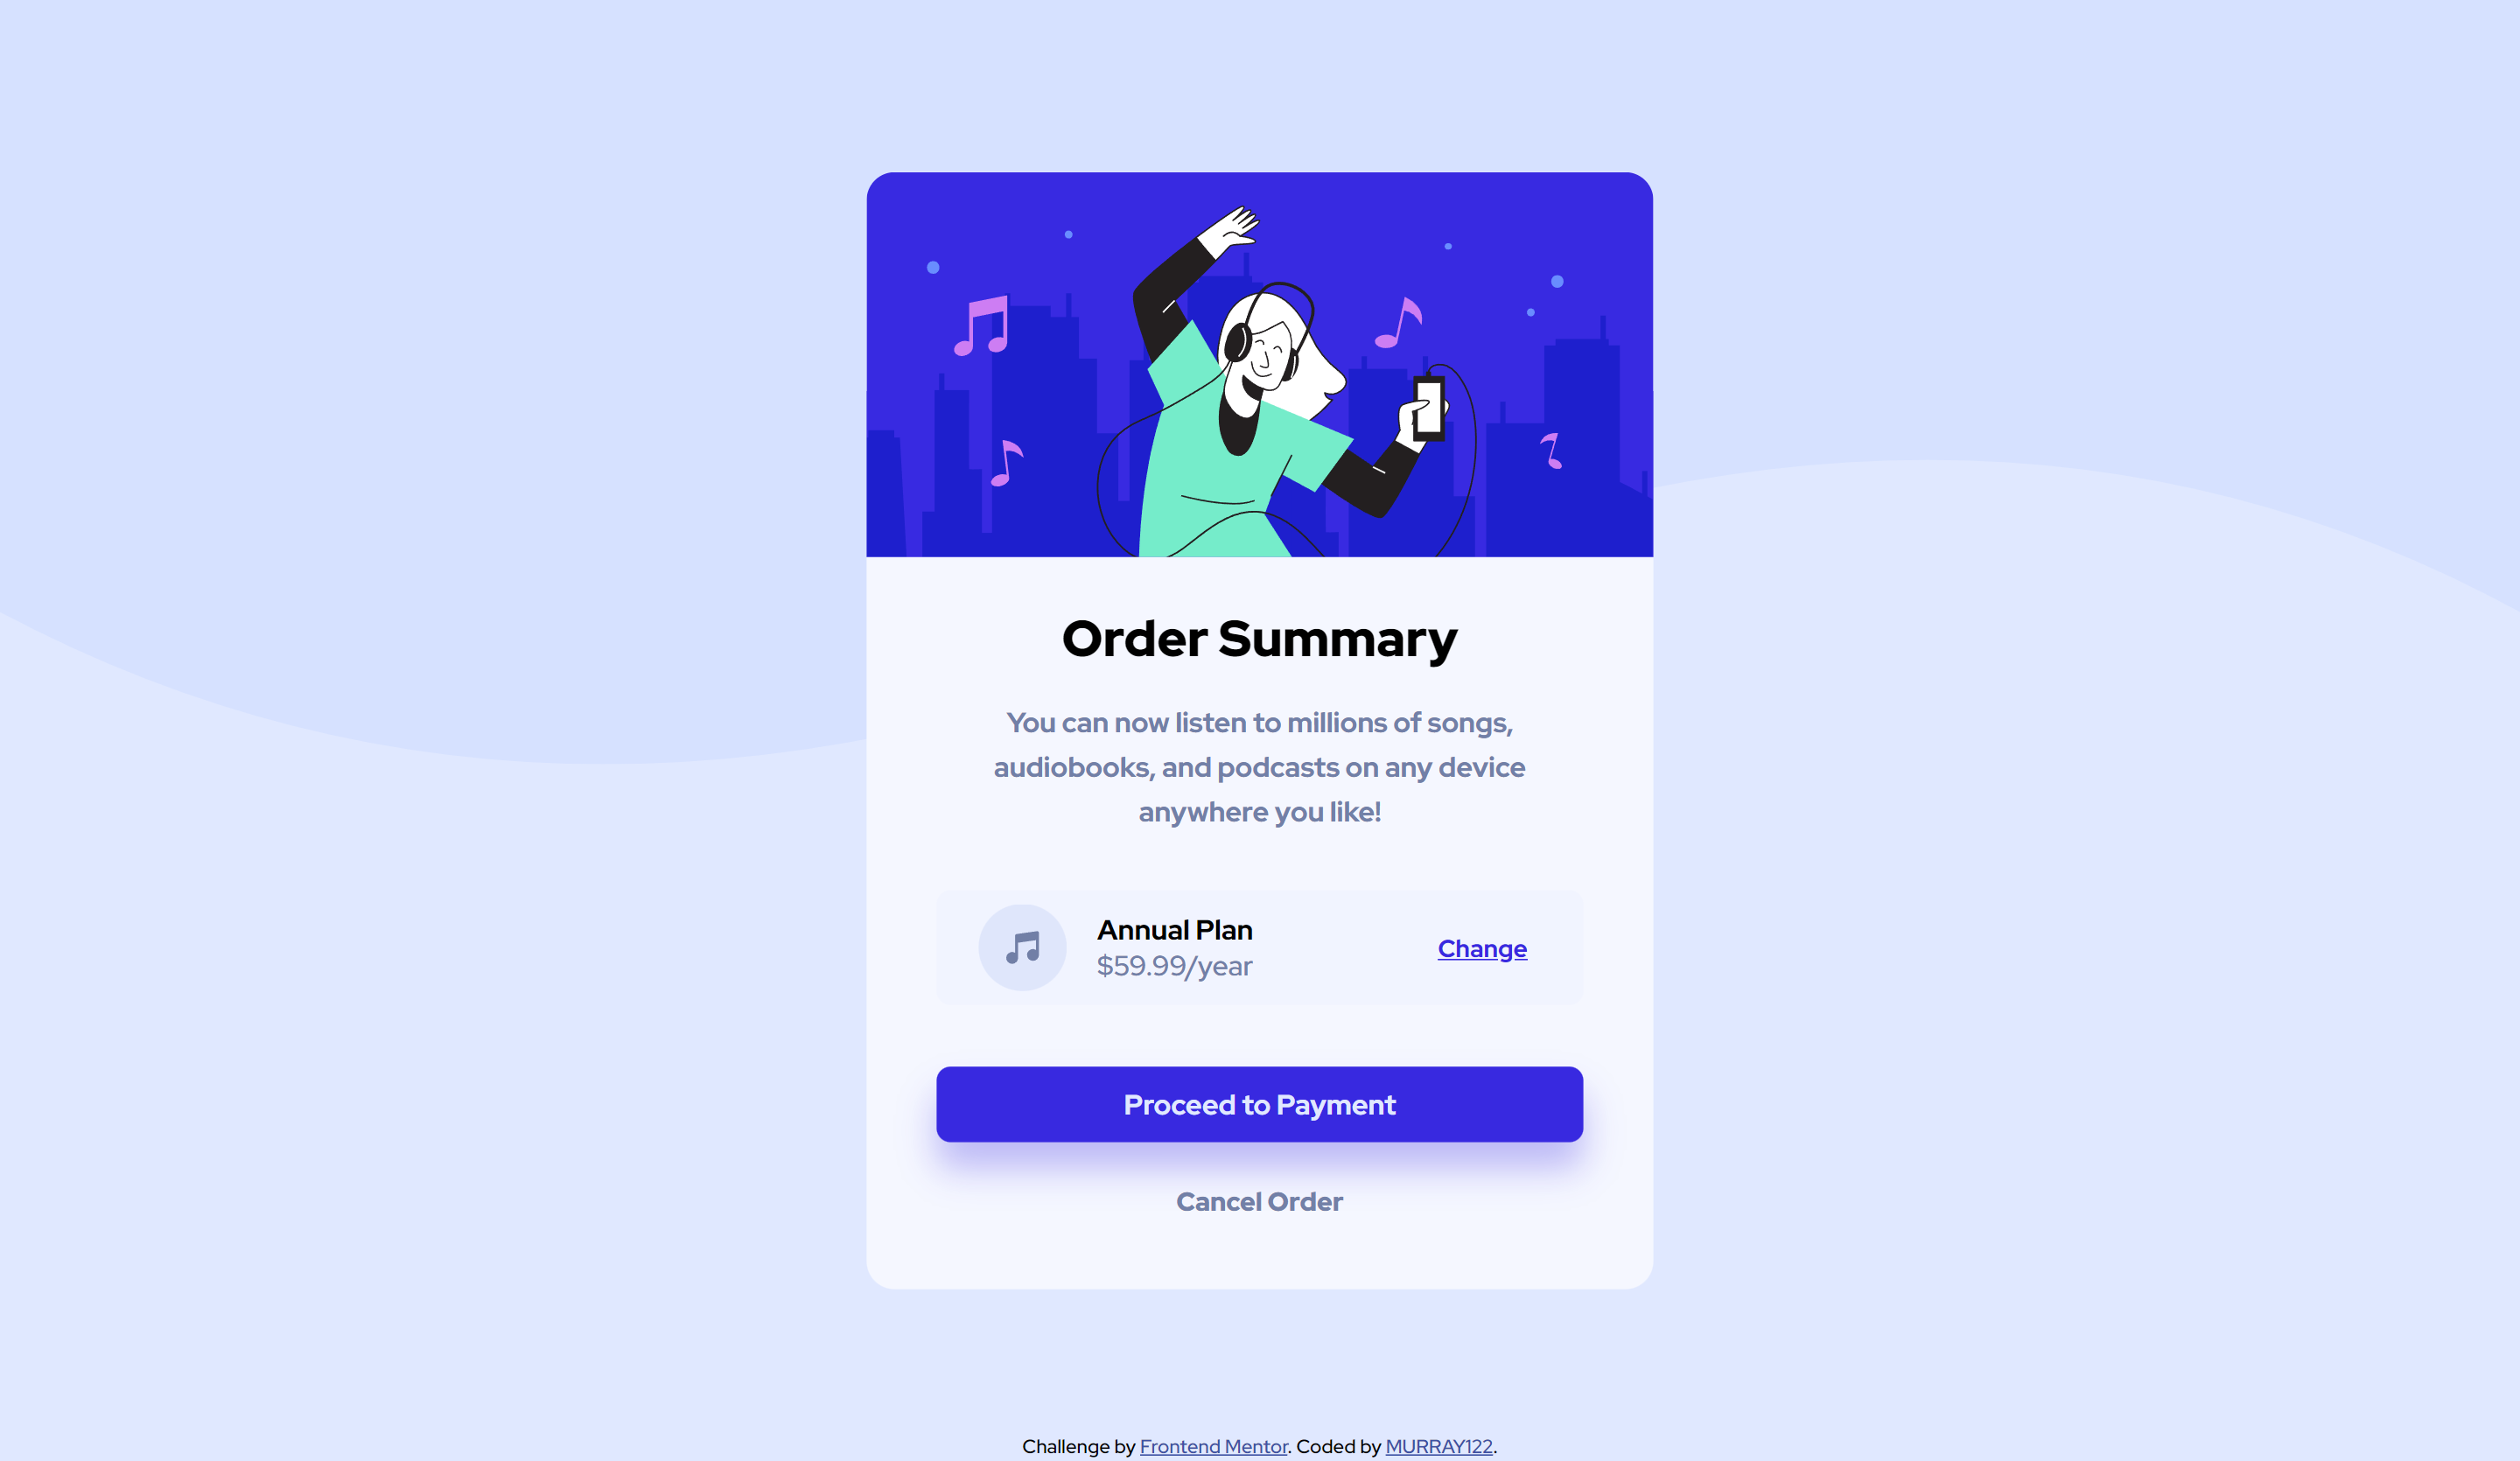 Order Summary
You can now listen to millions of songs,
audiobooks, and podcasts on any device
anywhere you like!
Annual Plan
$59.99/year
Change
Proceed to Payment
Cancel Order
Challenge by Frontend Mentor. Coded by MURRAY122.